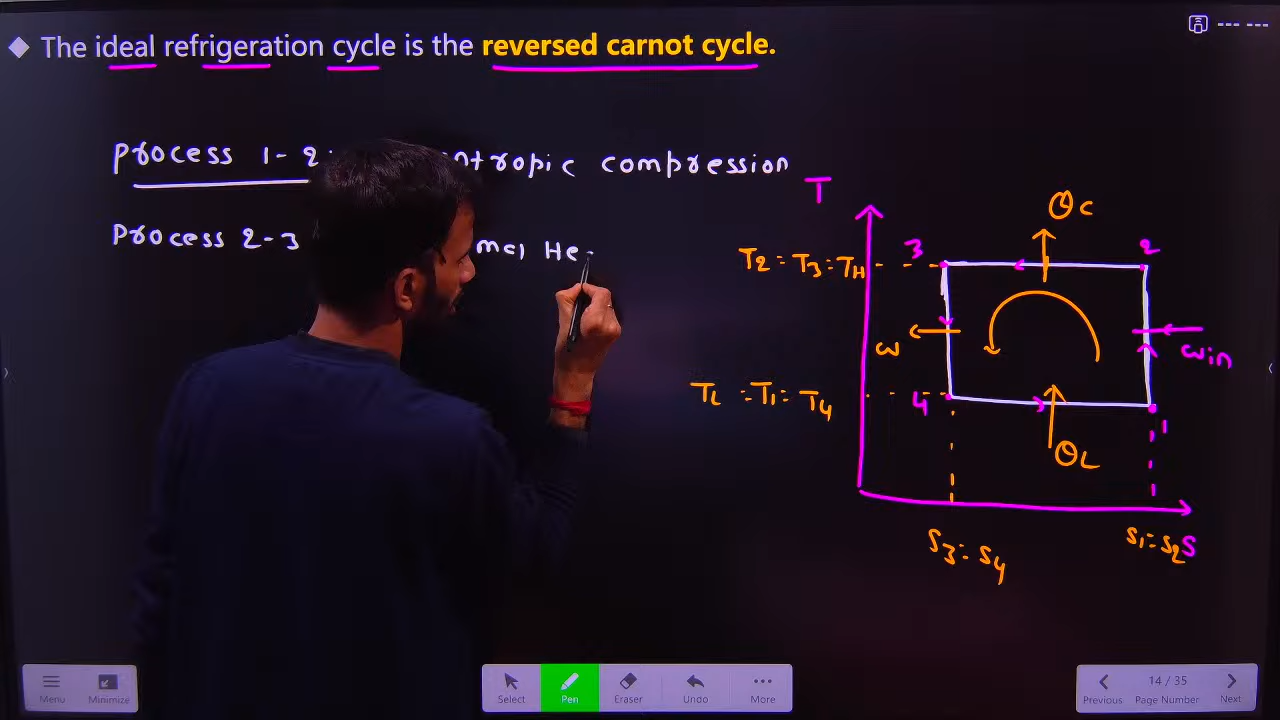 The ideal refrigeration cycle is the reversed carnot cycle.
Process 1-2: ntropic compression
Process 2-3 mal He
T
Qc
T2 = T3 = TH
3
2
W
Win
TL = T1 = T4
4
1
QL
S3 = S4
S1 = S2
S
Menu
Minimize
Select
Pen
Eraser
Undo
More
Previous
14 / 35
Page Number
Next